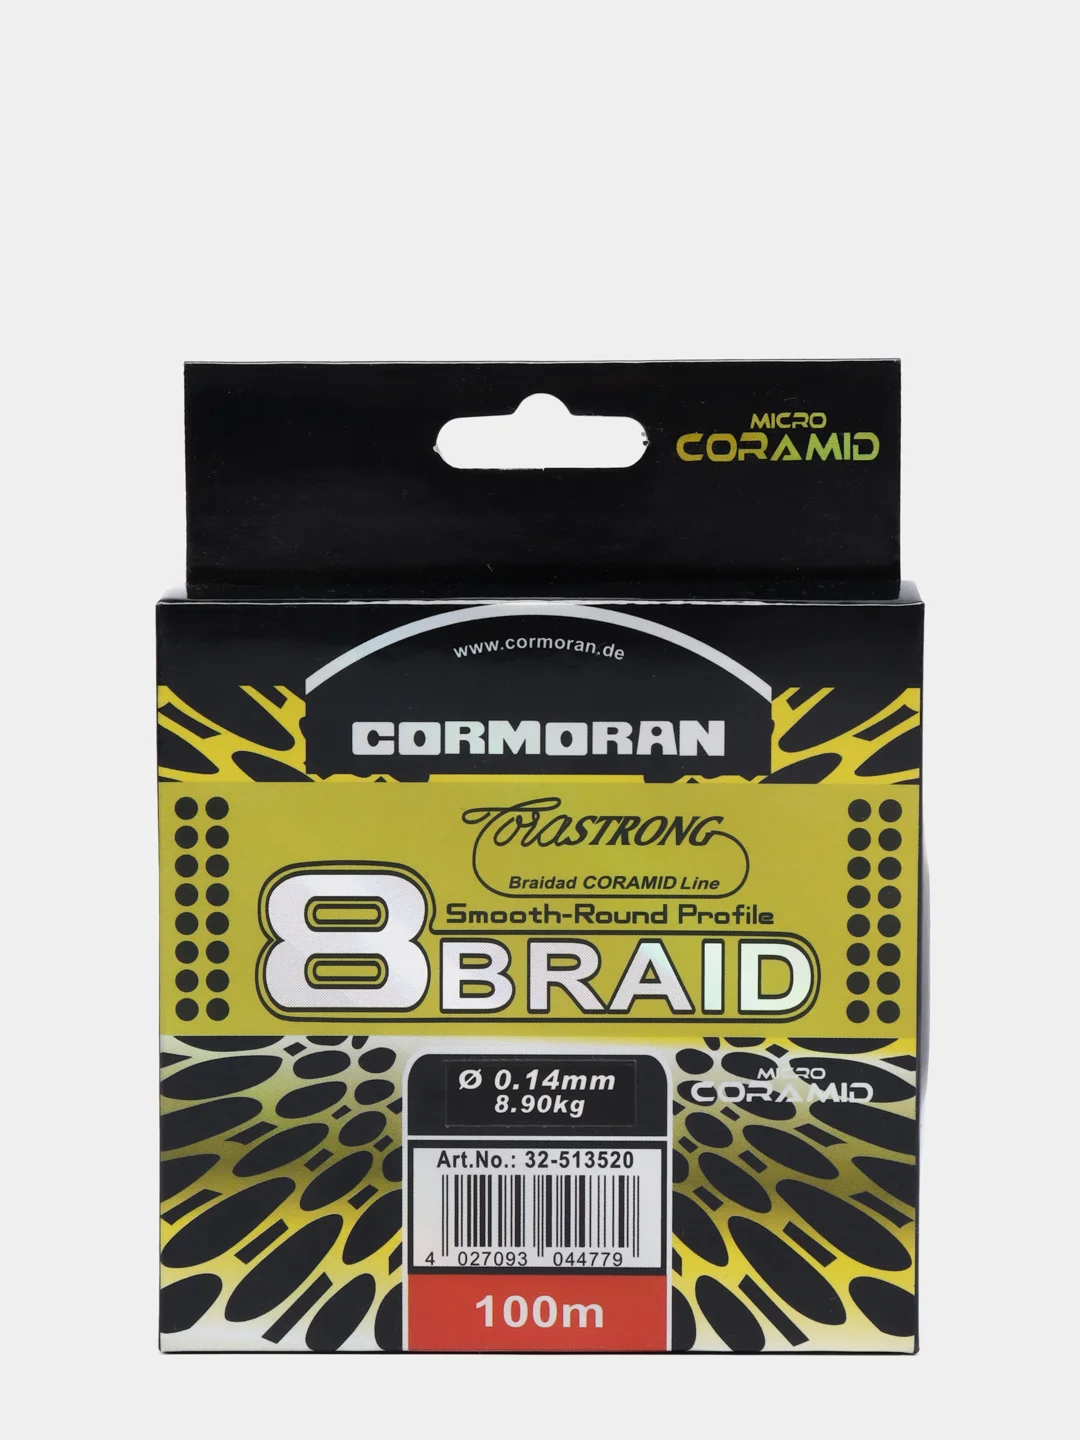 MICRO
CORAMID
www.cormoran.de
CORMORAN
CoraSTRONG
Braidad CORAMID Line
Smooth-Round Profile
8 BRAID
MICRO
CORAMID
Ø 0.14mm
8.90kg
Art.No.: 32-513520
4 027093 044779
100m